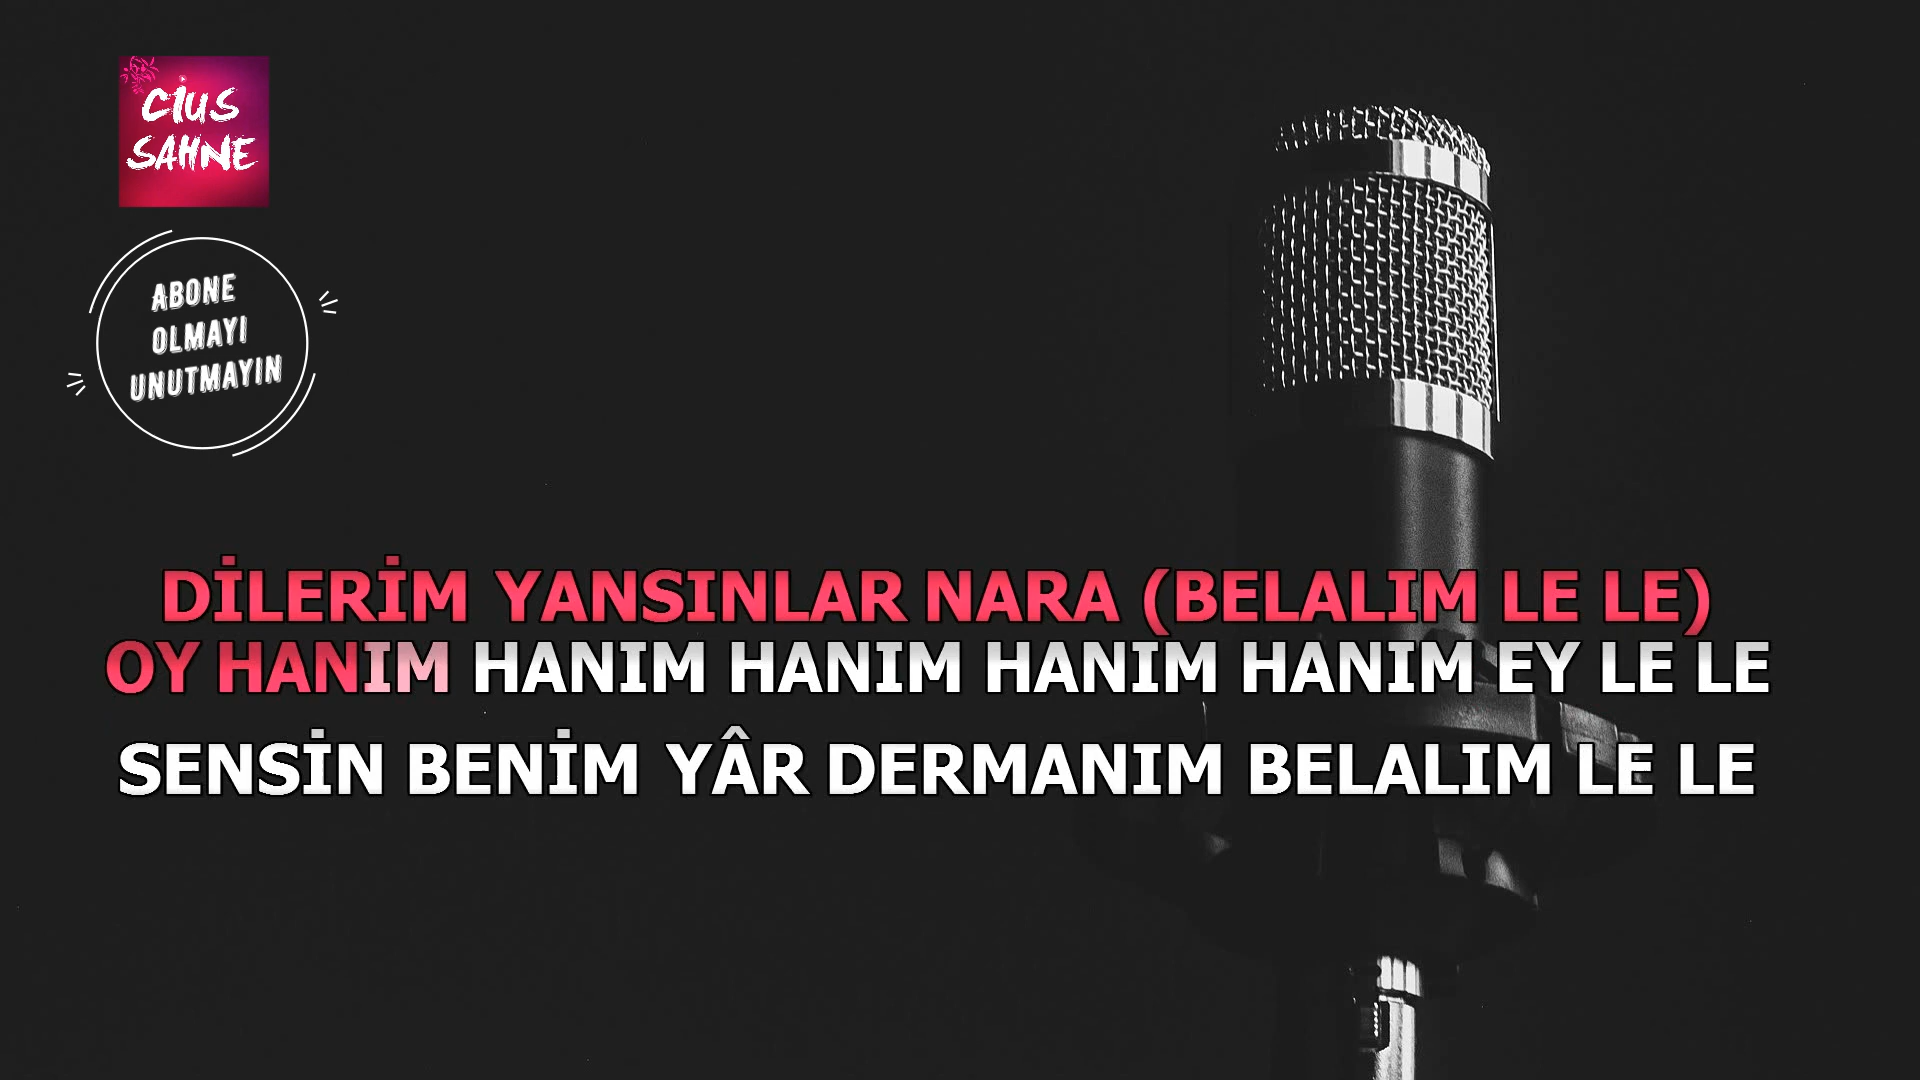 CİUS
SAHNE
ABONE
OLMAYI
UNUTMAYIN
DİLERİM YANSINLAR NARA (BELALIM LE LE)
OY HANIM HANIM HANIM HANIM HANIM EY LE LE
SENSİN BENİM YÂR DERMANIM BELALIM LE LE